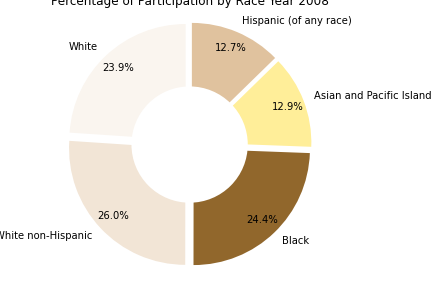 Percentage of Participation by Race Year 2008
Hispanic (of any race)
12.7%
White
23.9%
Asian and Pacific Island
12.9%
White non-Hispanic
26.0%
24.4%
Black